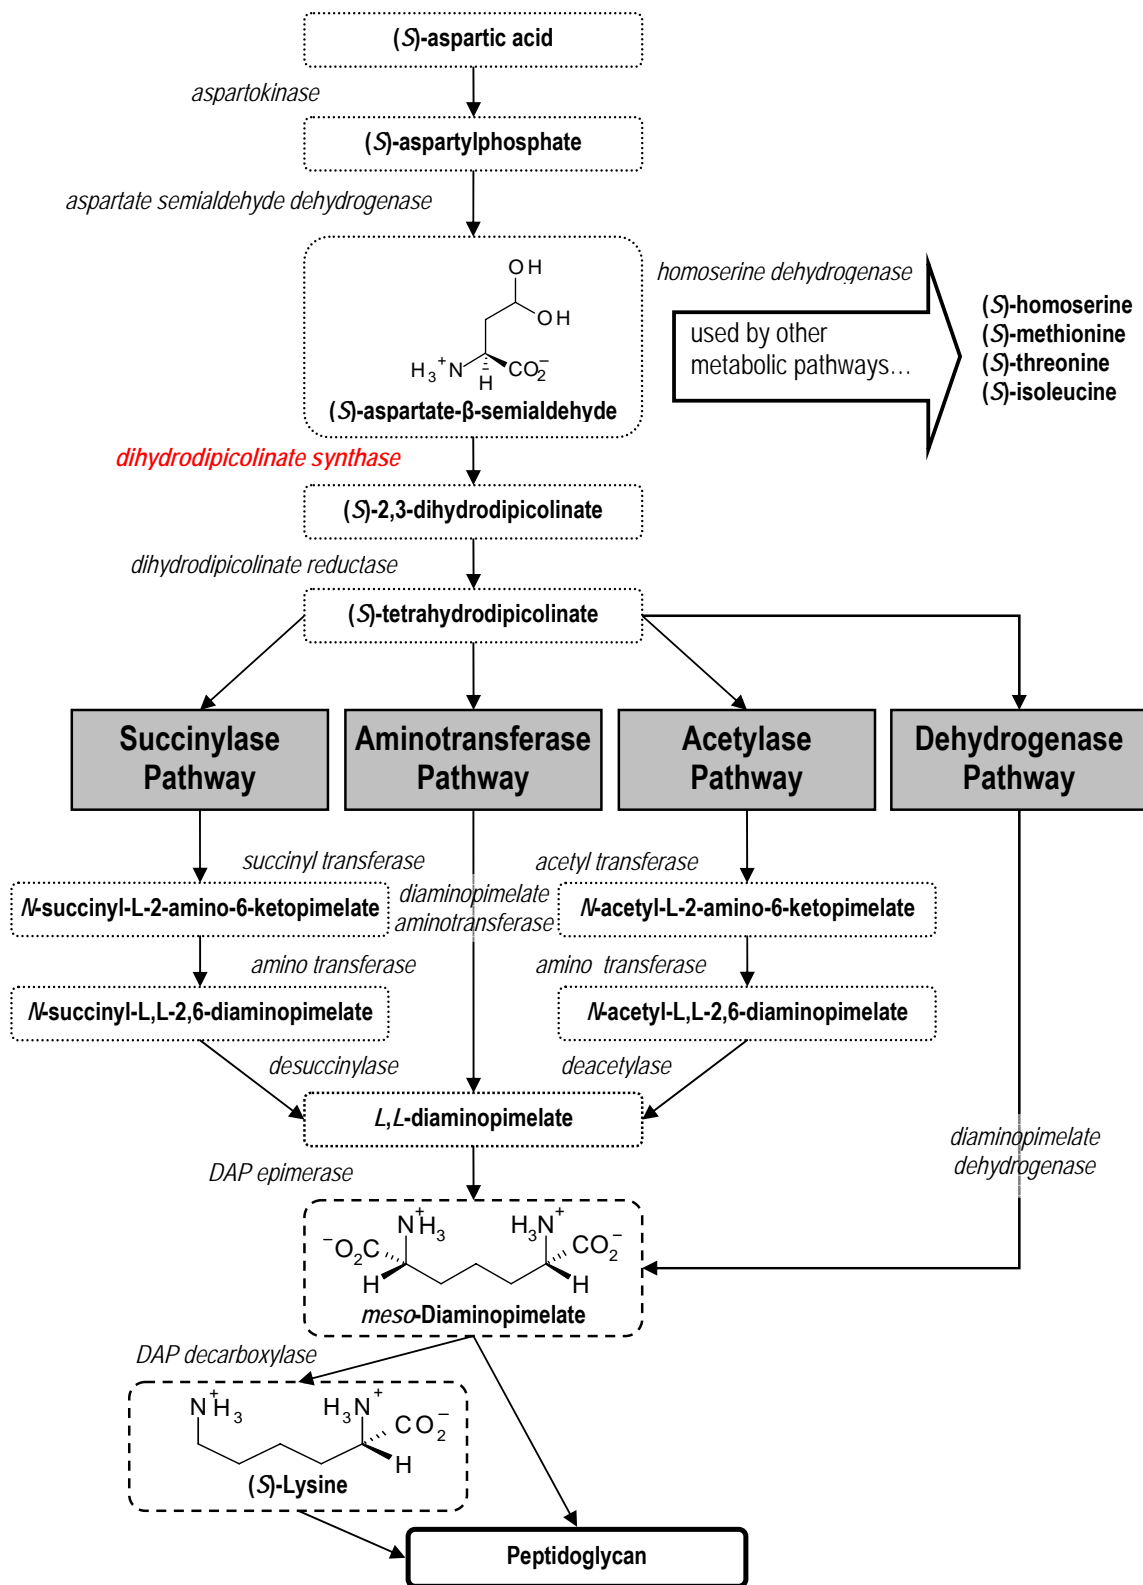 (S)-aspartic acid
aspartokinase
(S)-aspartylphosphate
aspartate semialdehyde dehydrogenase
OH
OH
H3N+
H
CO2−
(S)-aspartate-β-semialdehyde
homoserine dehydrogenase
used by other
metabolic pathways…
(S)-homoserine
(S)-methionine
(S)-threonine
(S)-isoleucine
dihydrodipicolinate synthase
(S)-2,3-dihydrodipicolinate
dihydrodipicolinate reductase
(S)-tetrahydrodipicolinate
Succinylase
Pathway
Aminotransferase
Pathway
Acetylase
Pathway
Dehydrogenase
Pathway
succinyl transferase
N-succinyl-L-2-amino-6-ketopimelate
amino transferase
N-succinyl-L,L-2,6-diaminopimelate
desuccinylase
diaminopimelate
aminotransferase
acetyl transferase
N-acetyl-L-2-amino-6-ketopimelate
amino transferase
N-acetyl-L,L-2,6-diaminopimelate
deacetylase
L,L-diaminopimelate
diaminopimelate
dehydrogenase
DAP epimerase
+NH3
H3N+
−O2C
CO2−
H
H
meso-Diaminopimelate
DAP decarboxylase
+NH3
H3N+
CO2−
H
(S)-Lysine
Peptidoglycan